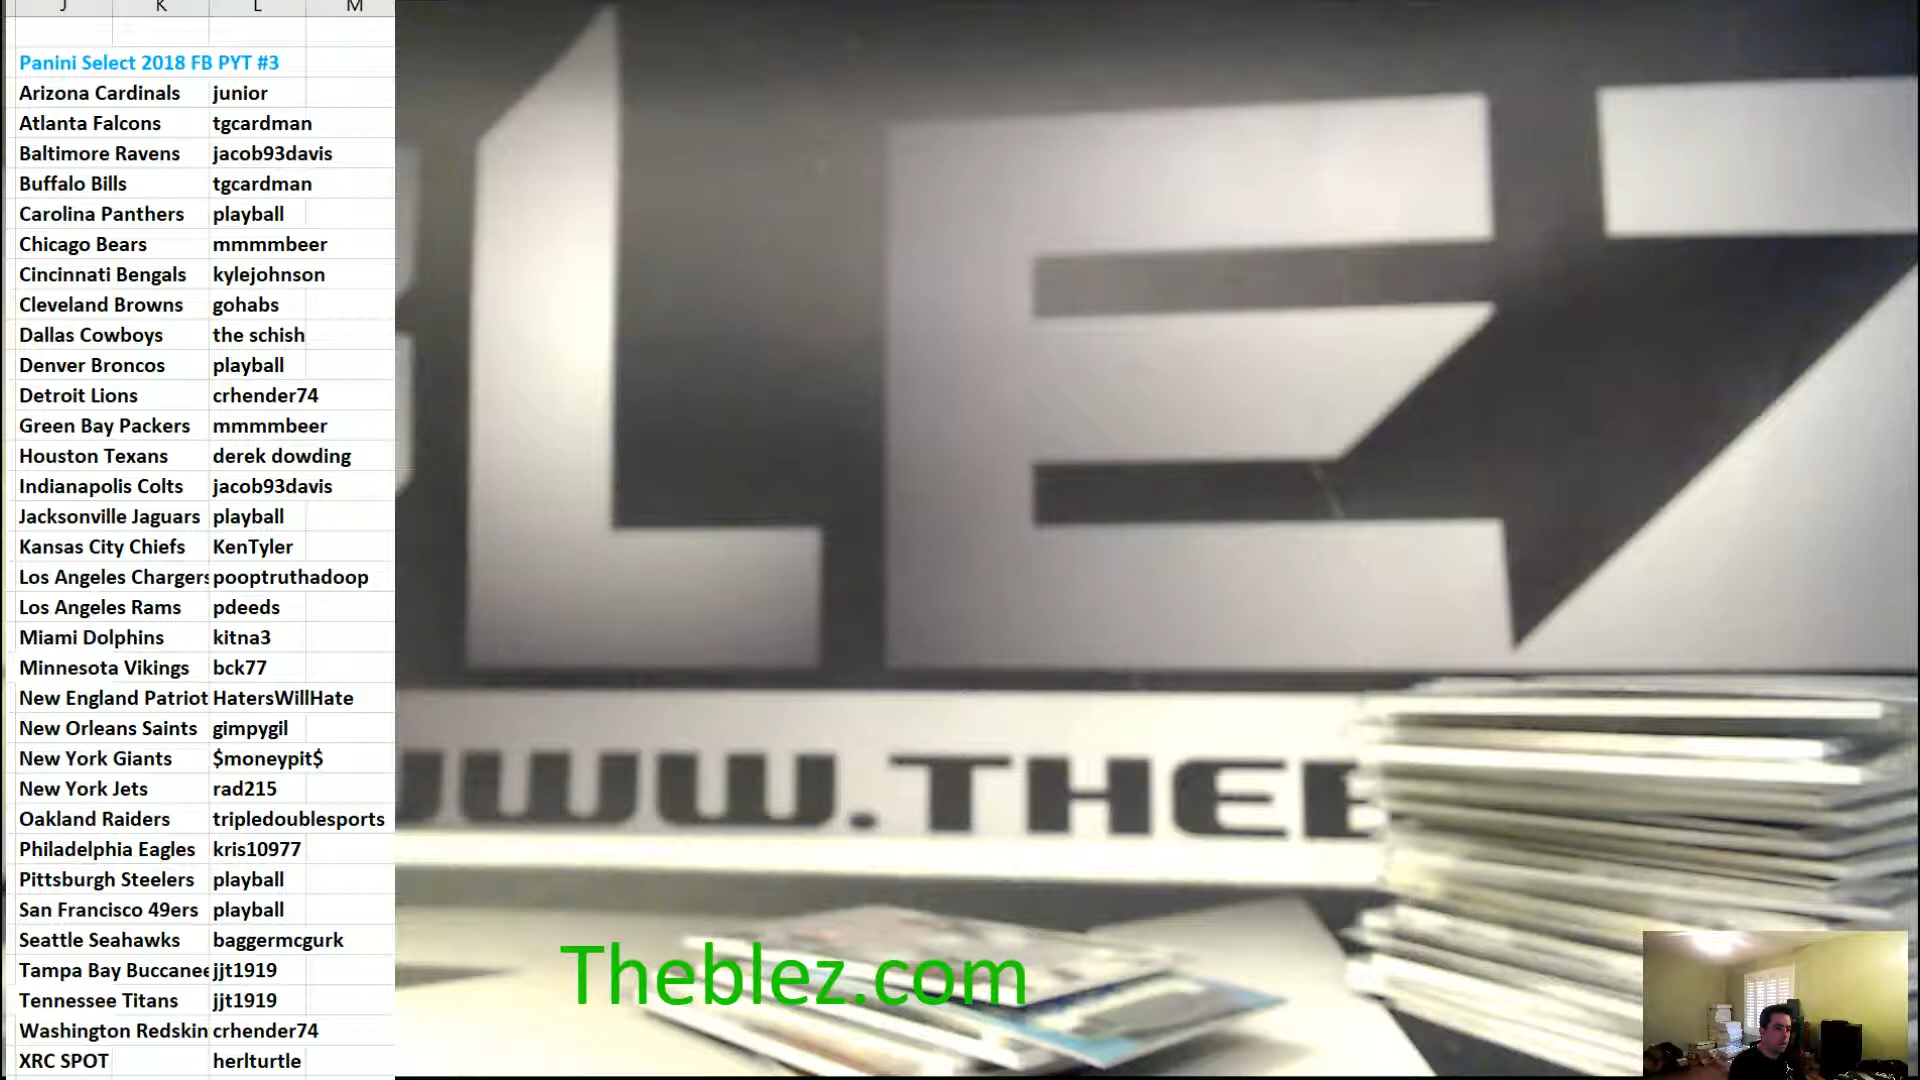 J K L M
Panini Select 2018 FB PYT #3
Arizona Cardinals junior
Atlanta Falcons tgcardman
Baltimore Ravens jacob93davis
Buffalo Bills tgcardman
Carolina Panthers playball
Chicago Bears mmmmbeer
Cincinnati Bengals kylejohnson
Cleveland Browns gohabs
Dallas Cowboys the schish
Denver Broncos playball
Detroit Lions crhender74
Green Bay Packers mmmmbeer
Houston Texans derek dowding
Indianapolis Colts jacob93davis
Jacksonville Jaguars playball
Kansas City Chiefs KenTyler
Los Angeles Chargers pooptruthadoop
Los Angeles Rams pdeeds
Miami Dolphins kitna3
Minnesota Vikings bck77
New England Patriot HatersWillHate
New Orleans Saints gimpygil
New York Giants $moneypit$
New York Jets rad215
Oakland Raiders tripledoublesports
Philadelphia Eagles kris10977
Pittsburgh Steelers playball
San Francisco 49ers playball
Seattle Seahawks baggermcgurk
Tampa Bay Buccanee jjt1919
Tennessee Titans jjt1919
Washington Redskin crhender74
XRC SPOT herlturtle
LEZ
WWW.THEB
Theblez.com